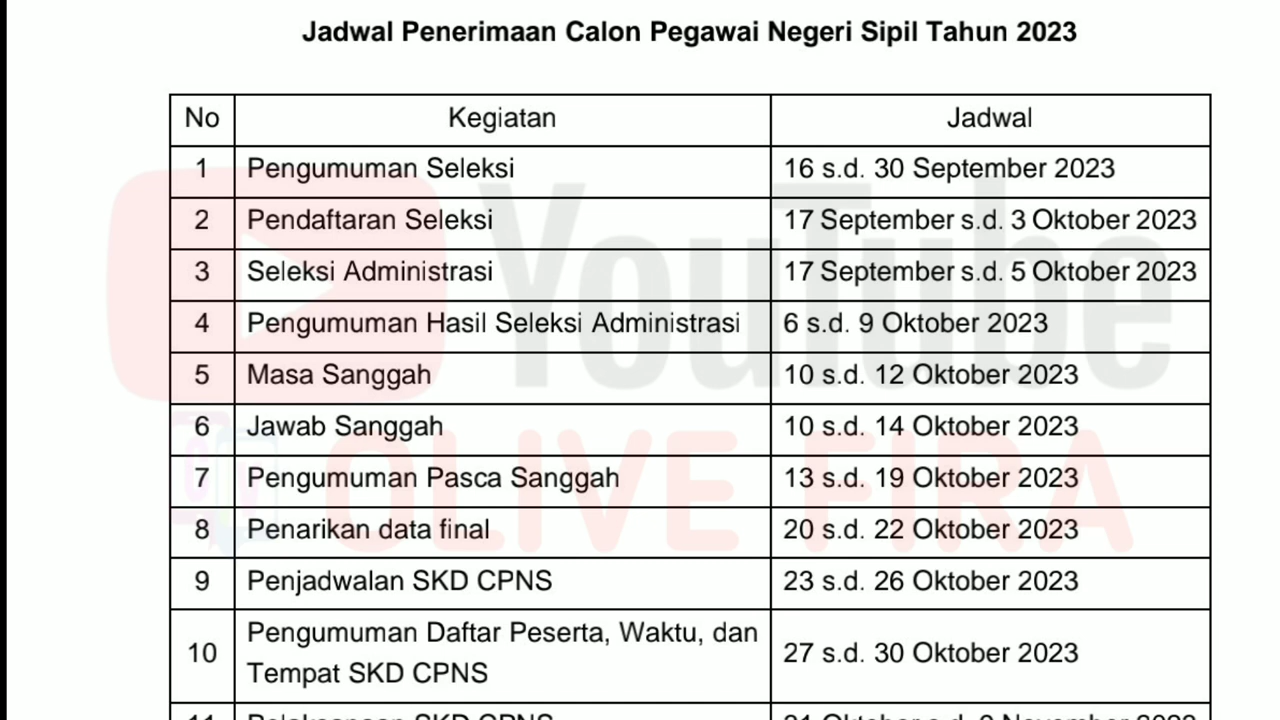 Jadwal Penerimaan Calon Pegawai Negeri Sipil Tahun 2023
No Kegiatan Jadwal
1 Pengumuman Seleksi 16 s.d. 30 September 2023
2 Pendaftaran Seleksi 17 September s.d. 3 Oktober 2023
3 Seleksi Administrasi 17 September s.d. 5 Oktober 2023
4 Pengumuman Hasil Seleksi Administrasi 6 s.d. 9 Oktober 2023
5 Masa Sanggah 10 s.d. 12 Oktober 2023
6 Jawab Sanggah 10 s.d. 14 Oktober 2023
7 Pengumuman Pasca Sanggah 13 s.d. 19 Oktober 2023
8 Penarikan data final 20 s.d. 22 Oktober 2023
9 Penjadwalan SKD CPNS 23 s.d. 26 Oktober 2023
10 Pengumuman Daftar Peserta, Waktu, dan
Tempat SKD CPNS 27 s.d. 30 Oktober 2023
YouTube
OLIVE FIRA